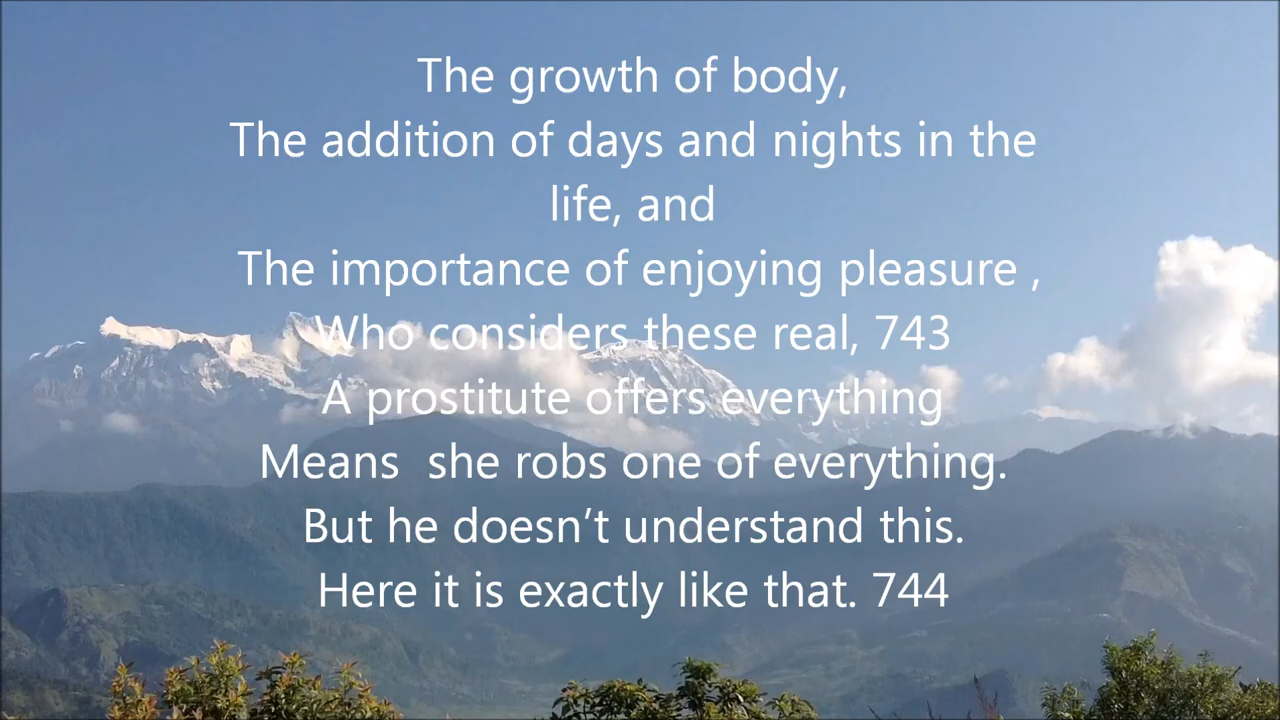 The growth of body,
The addition of days and nights in the
life, and
The importance of enjoying pleasure ,
Who considers these real, 743
A prostitute offers everything
Means  she robs one of everything.
But he doesn’t understand this.
Here it is exactly like that. 744